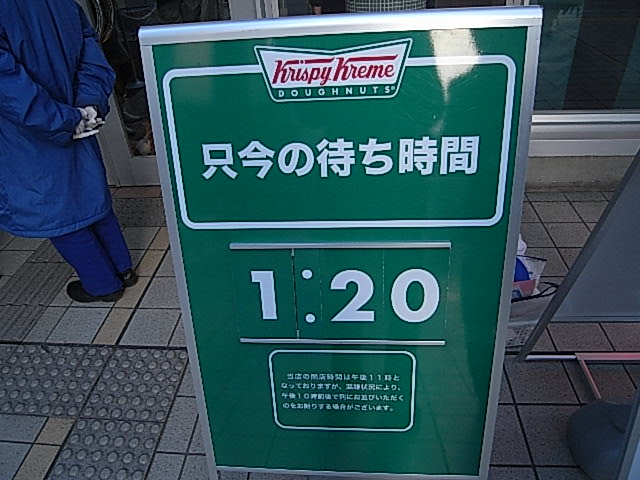 Krispy Kreme
DOUGHNUTS®
只今の待ち時間
1:20
当店の閉店時間は午後11時と
なっておりますが、混雑状況により、
午後10時前後で列にお並びいただく
のをお断りする場合がございます。